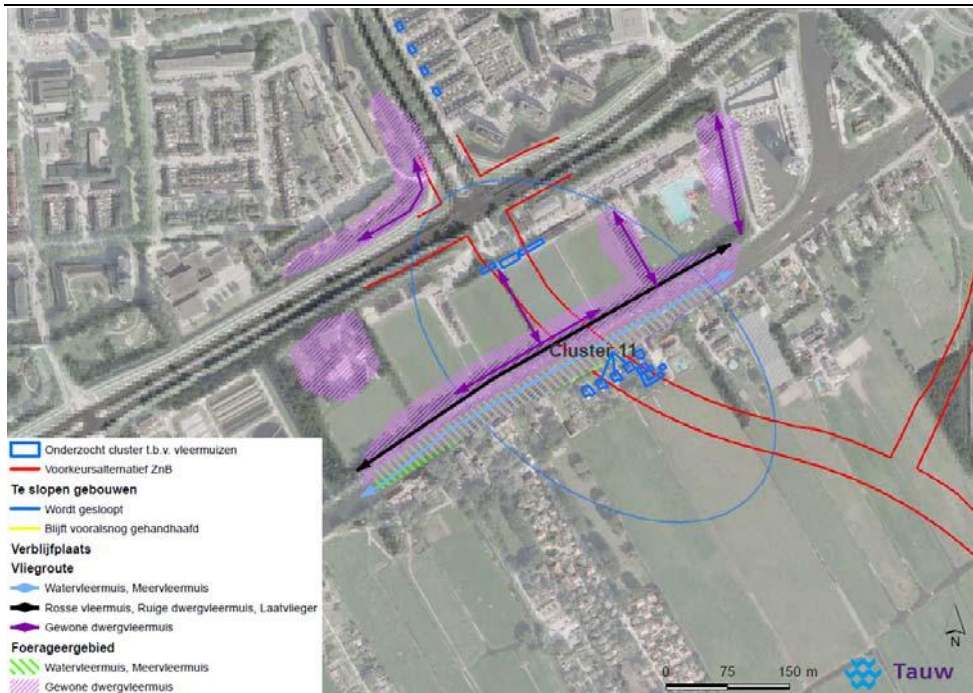 Cluster 11
Onderzocht cluster t.b.v. vleermuizen
Voorkeursalternatief ZnB
Te slopen gebouwen
Wordt gesloopt
Blijft vooralsnog gehandhaafd
Verblijfplaats
Vliegroute
Watervleermuis, Meervleermuis
Rosse vleermuis, Ruige dwergvleermuis, Laatvlieger
Gewone dwergvleermuis
Foerageergebied
Watervleermuis, Meervleermuis
Gewone dwergvleermuis
N
0 75 150 m
Tauw